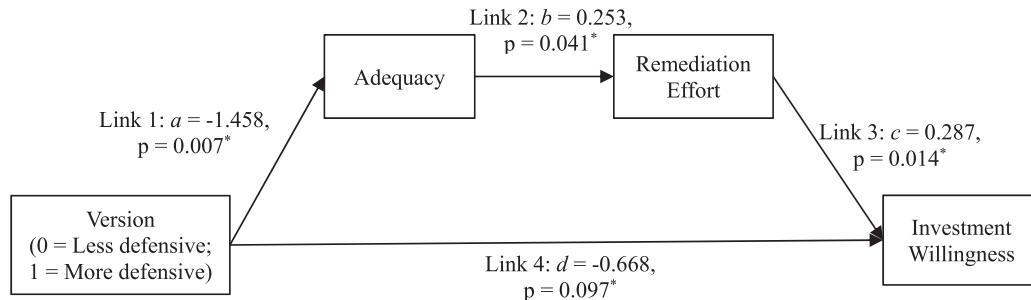 Link 2: b = 0.253,
p = 0.041*
Adequacy
Remediation
Effort
Link 1: a = -1.458,
p = 0.007*
Link 3: c = 0.287,
p = 0.014*
Version
(0 = Less defensive;
1 = More defensive)
Investment
Willingness
Link 4: d = -0.668,
p = 0.097*